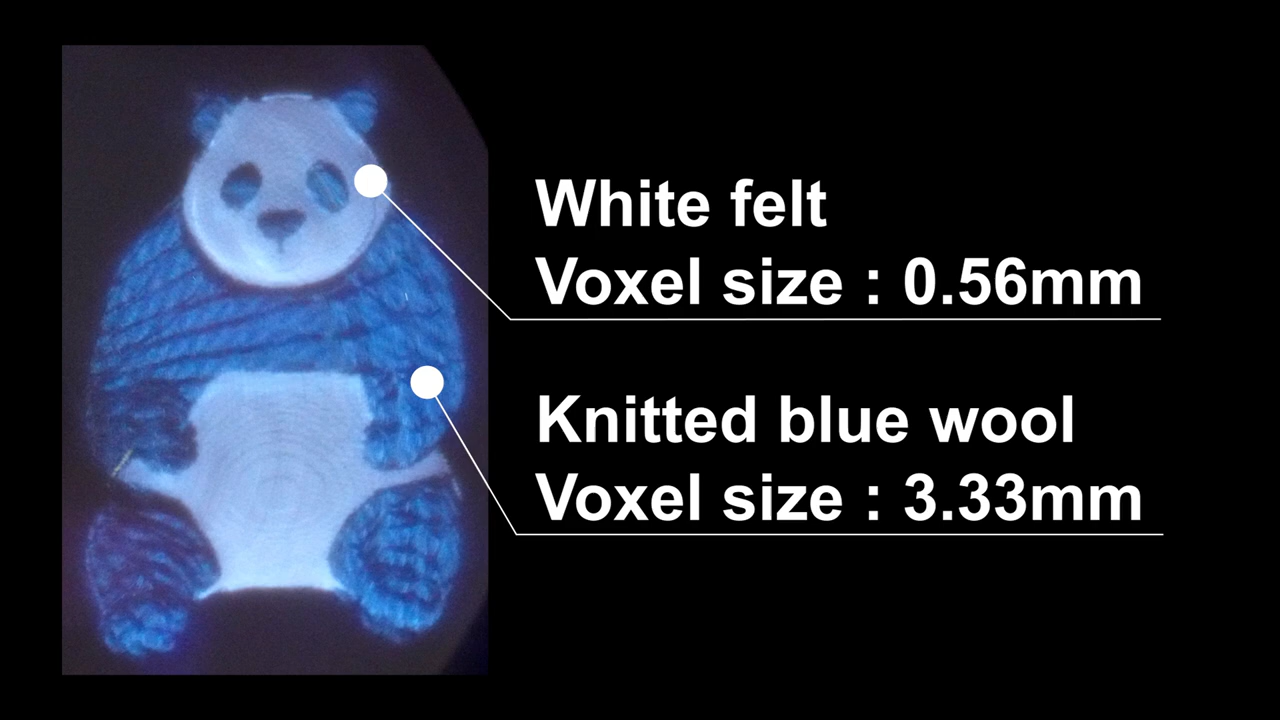 White felt
Voxel size : 0.56mm
Knitted blue wool
Voxel size : 3.33mm